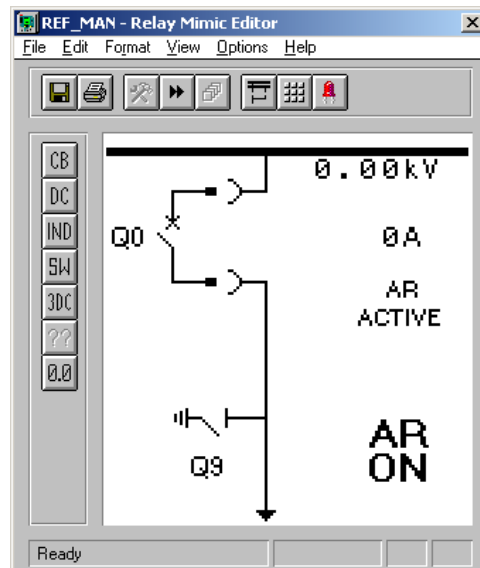 REF_MAN - Relay Mimic Editor
File Edit Format View Options Help
CB
DC
IND
SW
3DC
??
0.0
0.00kV
Q0
0A
AR
ACTIVE
Q9
AR
ON
Ready